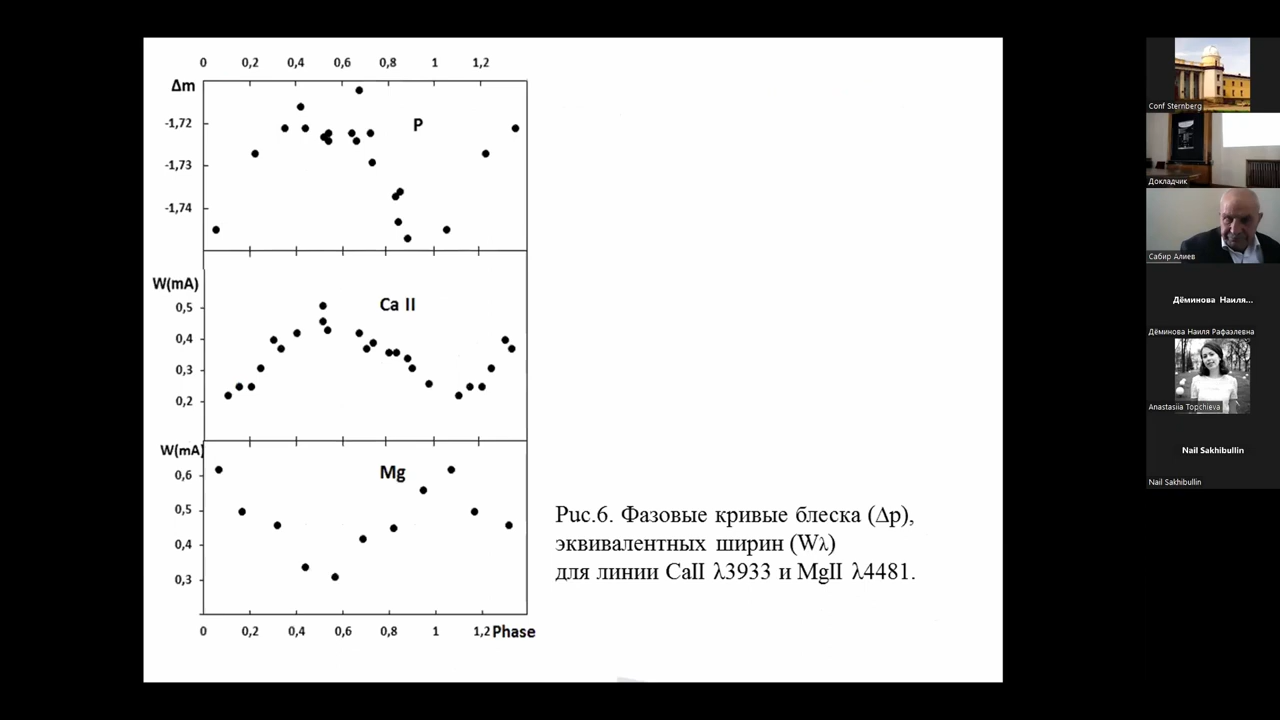 0 0,2 0,4 0,6 0,8 1 1,2
Δm
-1,72
-1,73
-1,74
P
W(mA)
0,5
0,4
0,3
0,2
Ca II
W(mA)
0,6
0,5
0,4
0,3
Mg
0 0,2 0,4 0,6 0,8 1 1,2 Phase
Рис.6. Фазовые кривые блеска (Δp),
эквивалентных ширин (Wλ)
для линии CaII λ3933 и MgII λ4481.
Conf Sternberg
Докладчик
Сабир Алиев
Дёминова Наиля...
Дёминова Наиля Рафаэлевна
Anastasiia Topchieva
Nail Sakhibullin
Nail Sakhibullin